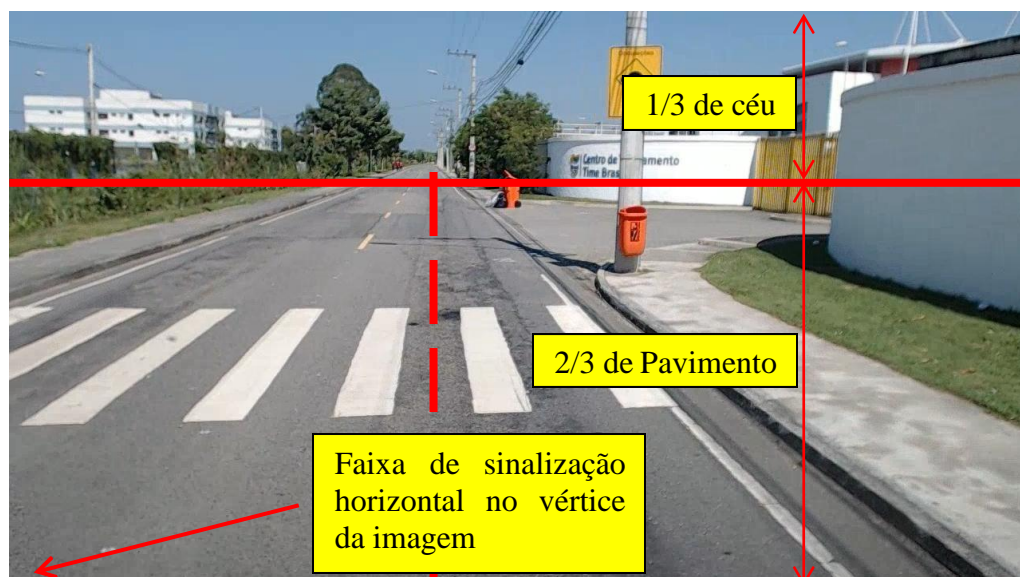 1/3 de céu
Centro de
amento
Time Bras
2/3 de Pavimento
Faixa de sinalização
horizontal no vértice
da imagem